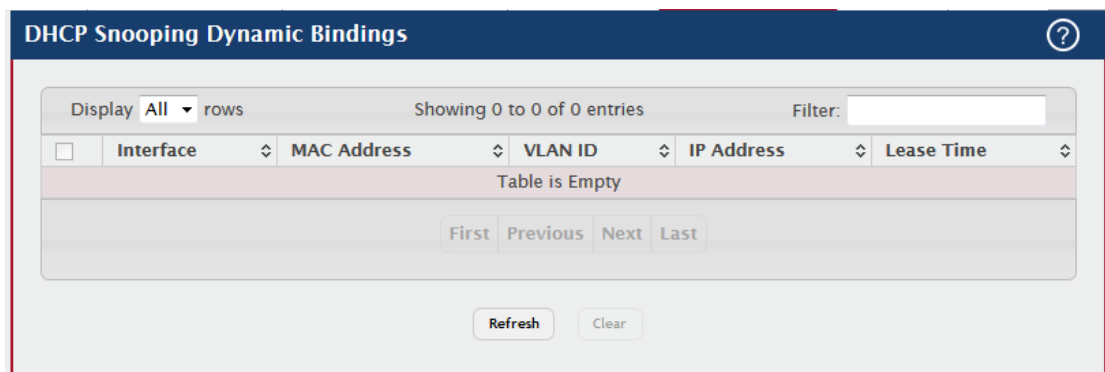 DHCP Snooping Dynamic Bindings
?
Display All rows
Showing 0 to 0 of 0 entries
Filter:
Interface MAC Address VLAN ID IP Address Lease Time
Table is Empty
First Previous Next Last
Refresh Clear